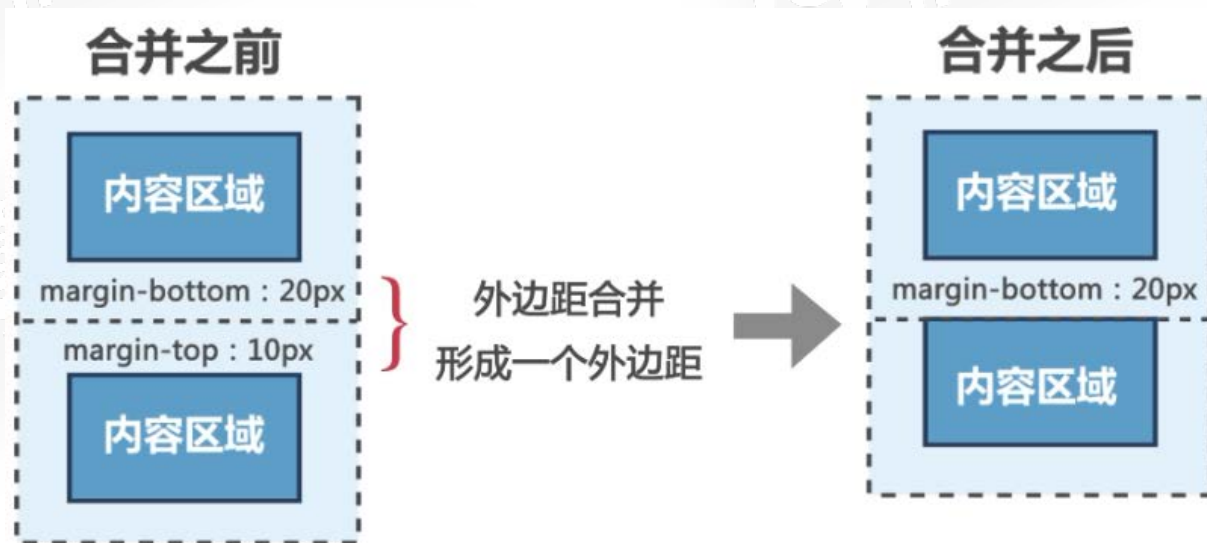 合并之前
内容区域
margin-bottom：20px
margin-top：10px
内容区域
外边距合并
形成一个外边距
合并之后
内容区域
margin-bottom：20px
内容区域